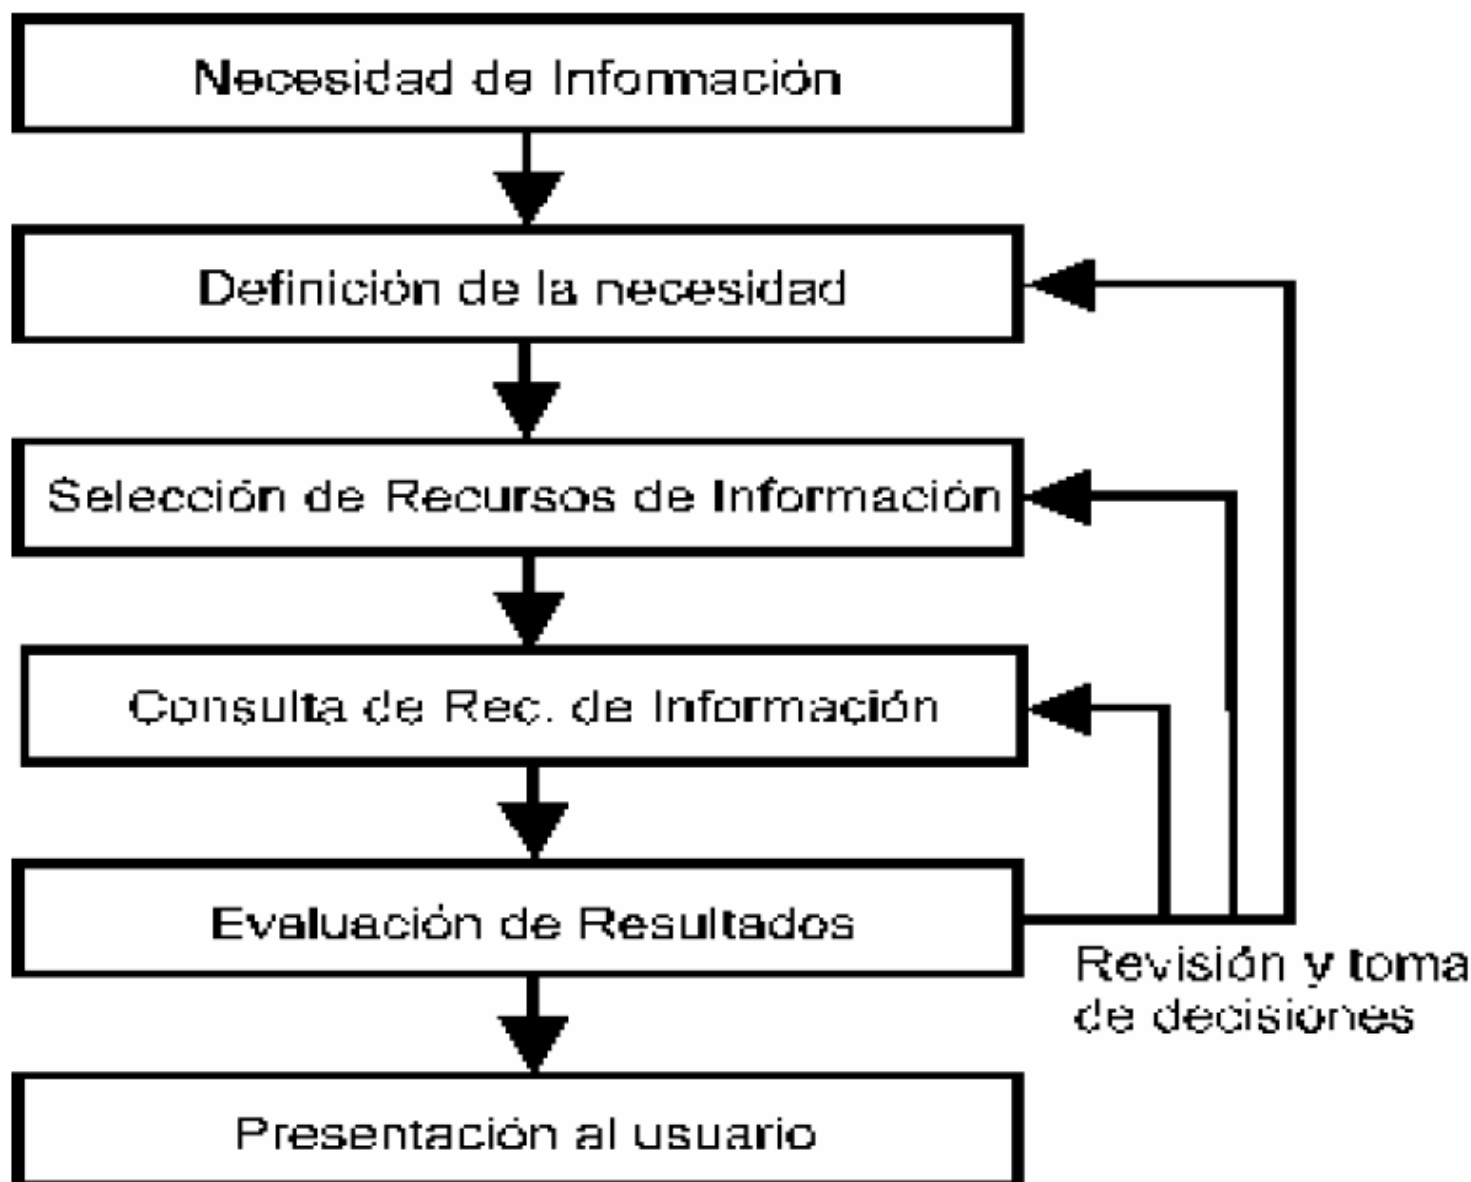 Necesidad de Información
Definición de la necesidad
Selección de Recursos de Información
Consulta de Rec. de Información
Evaluación de Resultados
Revisión y toma
de decisiones
Presentación al usuario